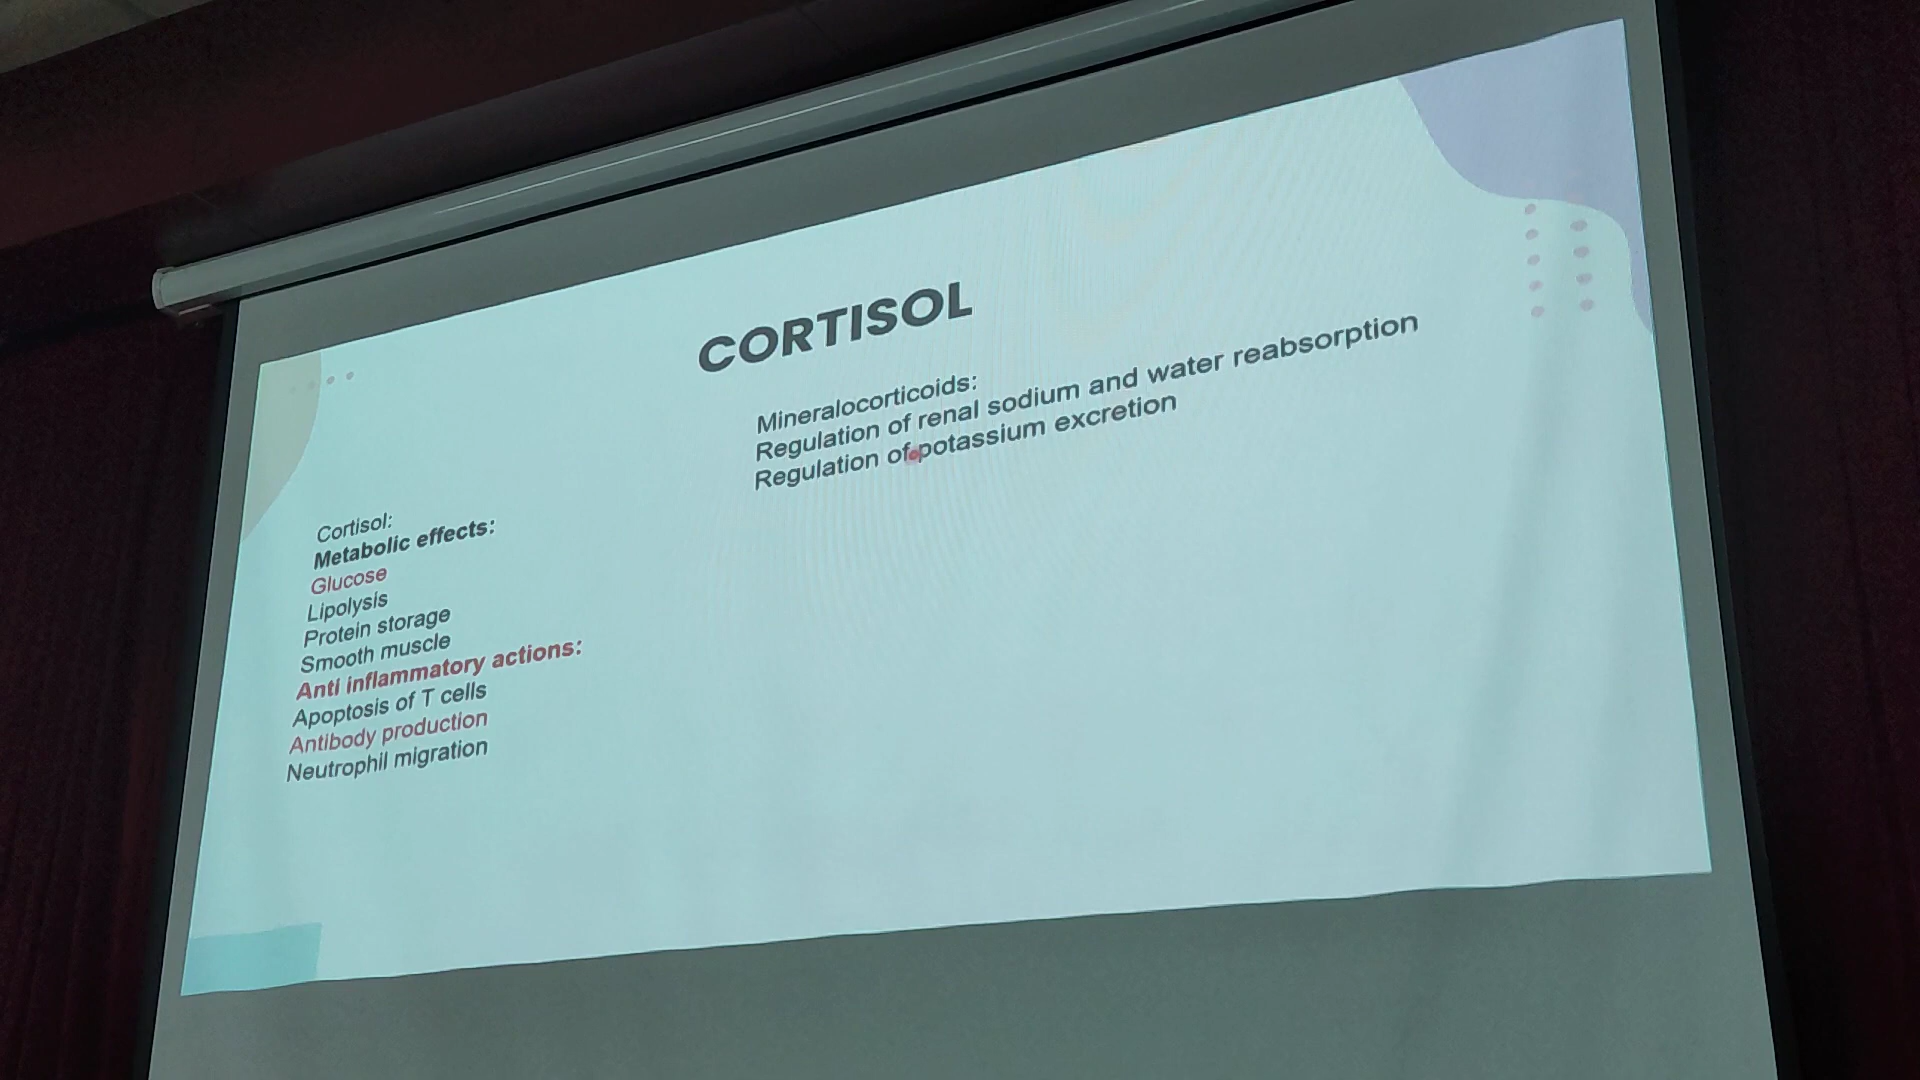 CORTISOL
Mineralocorticoids:
Regulation of renal sodium and water reabsorption
Regulation of potassium excretion
Cortisol:
Metabolic effects:
Glucose
Lipolysis
Protein storage
Smooth muscle
Anti inflammatory actions:
Apoptosis of T cells
Antibody production
Neutrophil migration